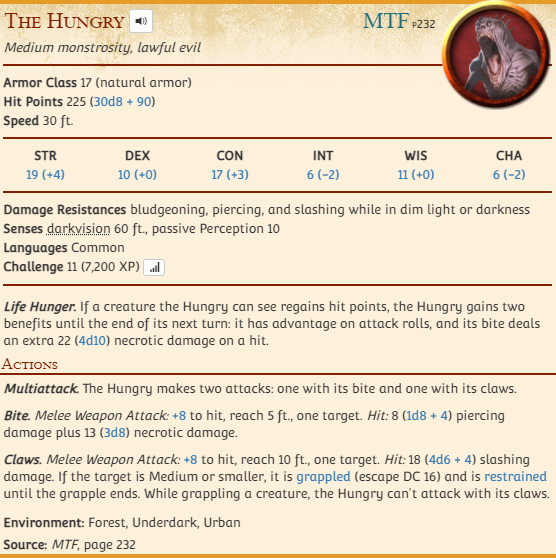 The Hungry MTF p232
Medium monstrosity, lawful evil
Armor Class 17 (natural armor)
Hit Points 225 (30d8 + 90)
Speed 30 ft.
STR DEX CON INT WIS CHA
19 (+4) 10 (+0) 17 (+3) 6 (−2) 11 (+0) 6 (−2)
Damage Resistances bludgeoning, piercing, and slashing while in dim light or darkness
Senses darkvision 60 ft., passive Perception 10
Languages Common
Challenge 11 (7,200 XP)
Life Hunger. If a creature the Hungry can see regains hit points, the Hungry gains two
benefits until the end of its next turn: it has advantage on attack rolls, and its bite deals
an extra 22 (4d10) necrotic damage on a hit.
Actions
Multiattack. The Hungry makes two attacks: one with its bite and one with its claws.
Bite. Melee Weapon Attack: +8 to hit, reach 5 ft., one target. Hit: 8 (1d8 + 4) piercing
damage plus 13 (3d8) necrotic damage.
Claws. Melee Weapon Attack: +8 to hit, reach 10 ft., one target. Hit: 18 (4d6 + 4) slashing
damage. If the target is Medium or smaller, it is grappled (escape DC 16) and is restrained
until the grapple ends. While grappling a creature, the Hungry can't attack with its claws.
Environment: Forest, Underdark, Urban
Source: MTF, page 232